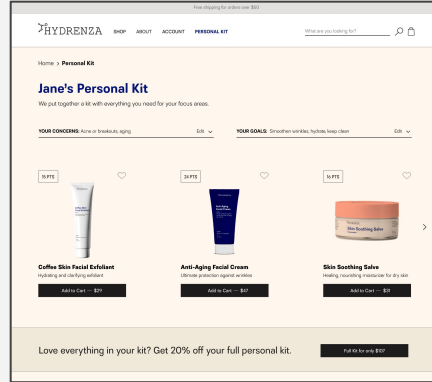 Free shipping for orders over $50
HYDRENZA SHOP ABOUT ACCOUNT PERSONAL KIT What are you looking for?
Home > Personal Kit
Jane's Personal Kit
We put together a kit with everything you need for your focus areas.
YOUR CONCERNS: Acne or breakouts, aging Edit YOUR GOALS: Smoothen wrinkles, hydrate, keep clean Edit
15 PTS 24 PTS 16 PTS
Anti-Aging
Facial Cream
Skin Soothing Salve
Coffee Skin Facial Exfoliant Anti-Aging Facial Cream Skin Soothing Salve
Hydrating and clarifying exfoliant Ultimate protection against wrinkles Healing, nourishing moisturizer for dry skin
Add to Cart — $29 Add to Cart — $47 Add to Cart — $31
Love everything in your kit? Get 20% off your full personal kit. Full Kit for only $107